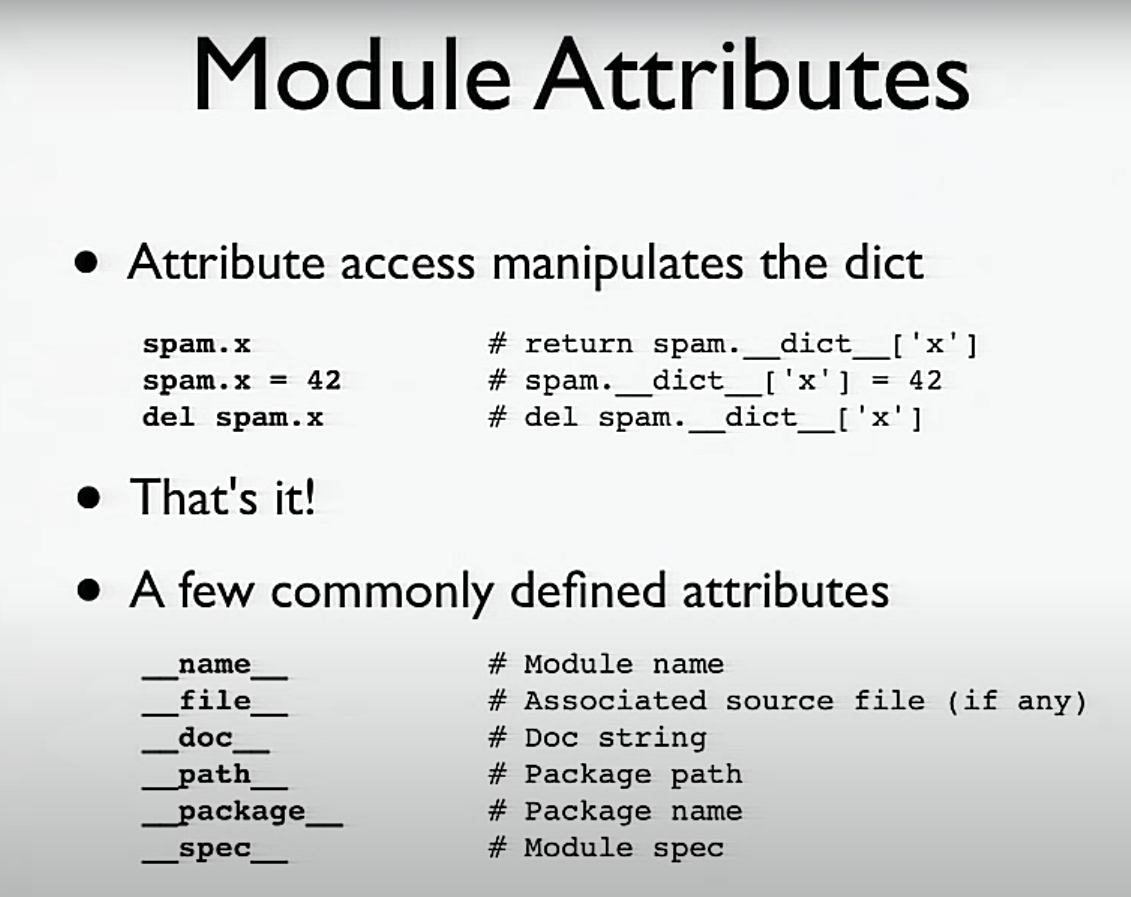 Module Attributes
• Attribute access manipulates the dict
spam.x # return spam.__dict__['x']
spam.x = 42 # spam.__dict__['x'] = 42
del spam.x # del spam.__dict__['x']
• That's it!
• A few commonly defined attributes
__name__ # Module name
__file__ # Associated source file (if any)
__doc__ # Doc string
__path__ # Package path
__package__ # Package name
__spec__ # Module spec